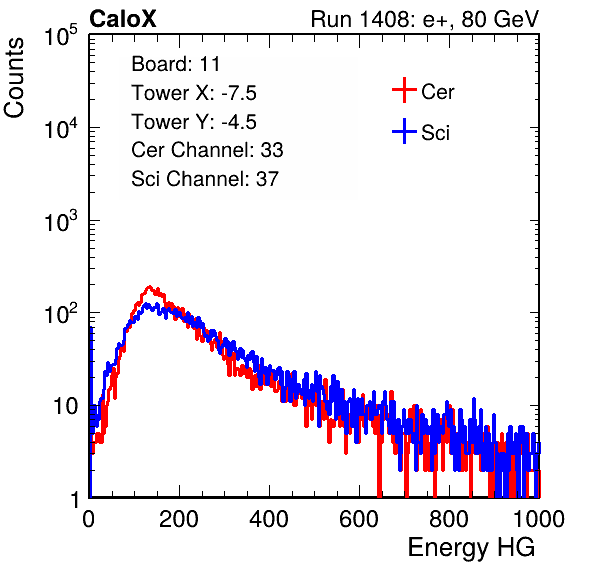 CaloX Run 1408: e+, 80 GeV
Counts
Board: 11
Tower X: -7.5
Tower Y: -4.5
Cer Channel: 33
Sci Channel: 37
Cer
Sci
10^5
10^4
10^3
10^2
10
1
0 200 400 600 800 1000
Energy HG